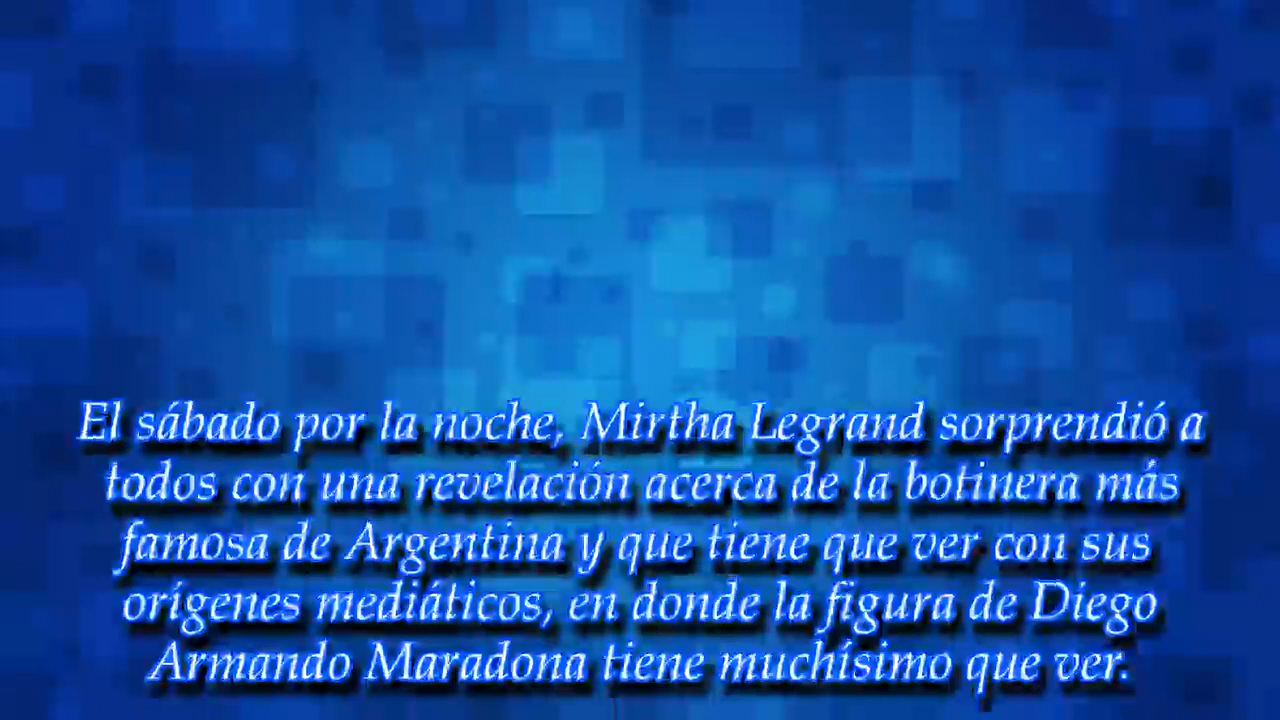 El sábado por la noche, Mirtha Legrand sorprendió a
todos con una revelación acerca de la botinera más
famosa de Argentina y que tiene que ver con sus
orígenes mediáticos, en donde la figura de Diego
Armando Maradona tiene muchísimo que ver.